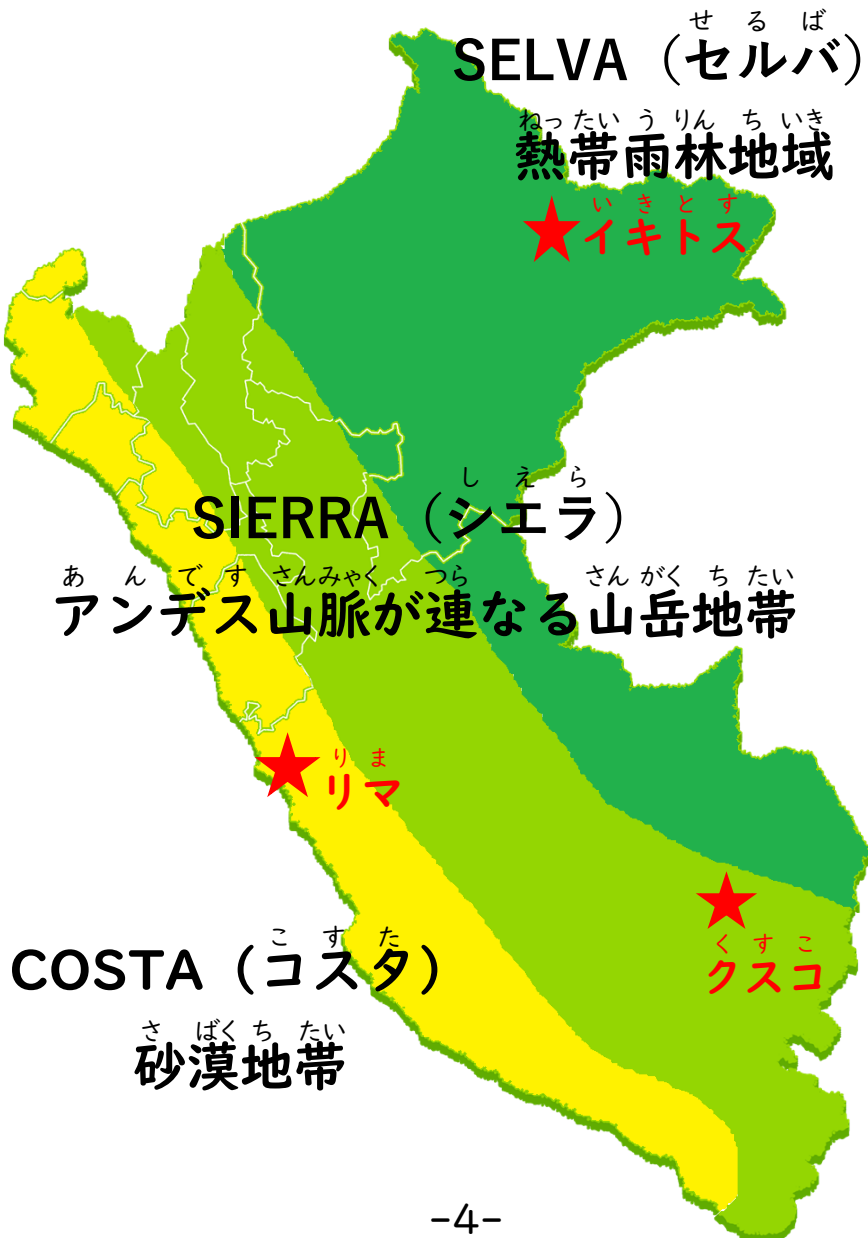 せるば
SELVA（セルバ）
ねったいうりんちいき
熱帯雨林地域
いきとす
★イキトス
しえら
SIERRA（シエラ）
あんですさんみゃく つら さんがくちたい
アンデス山脈が連なる山岳地帯
りま
★リマ
★
くすこ
クスコ
こすた
COSTA（コスタ）
さばくちたい
砂漠地帯
-4-